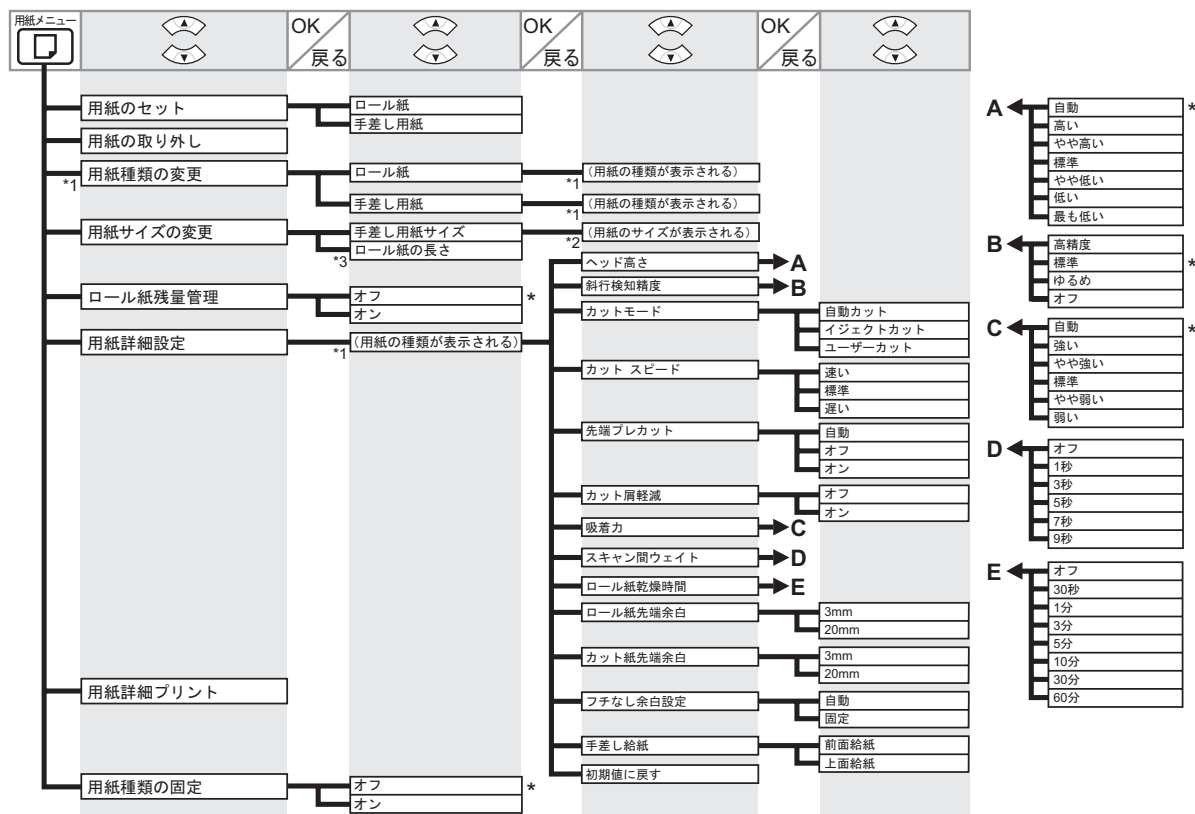 用紙メニュー
OK
戻る
OK
戻る
OK
戻る
用紙のセット
ロール紙
手差し用紙
用紙の取り外し
*1
用紙種類の変更
ロール紙
*1
(用紙の種類が表示される)
手差し用紙
*1
(用紙の種類が表示される)
用紙サイズの変更
手差し用紙サイズ
*2
(用紙のサイズが表示される)
*3
ロール紙の長さ
ロール紙残量管理
オフ
*
オン
用紙詳細設定
*1
(用紙の種類が表示される)
ヘッド高さ
A
斜行検知精度
B
カットモード
自動カット
イジェクトカット
ユーザーカット
カット スピード
速い
標準
遅い
先端プレカット
自動
オフ
オン
カット屑軽減
オフ
オン
吸着力
C
スキャン間ウェイト
D
ロール紙乾燥時間
E
ロール紙先端余白
3mm
20mm
カット紙先端余白
3mm
20mm
フチなし余白設定
自動
固定
手差し給紙
前面給紙
上面給紙
初期値に戻す
用紙詳細プリント
用紙種類の固定
オフ
*
オン
A
自動
*
高い
やや高い
標準
やや低い
低い
最も低い
B
高精度
標準
*
ゆるめ
オフ
C
自動
*
強い
やや強い
標準
やや弱い
弱い
D
オフ
1秒
3秒
5秒
7秒
9秒
E
オフ
30秒
1分
3分
5分
10分
30分
60分